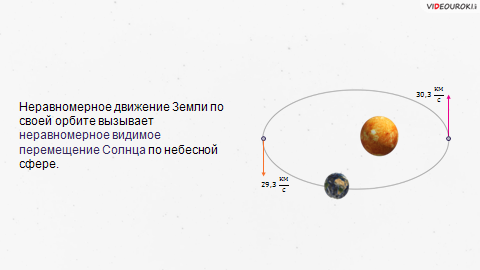 VIDEOUROKI
Неравномерное движение Земли по
своей орбите вызывает
неравномерное видимое
перемещение Солнца по небесной
сфере.
30,3 км/с
29,3 км/с